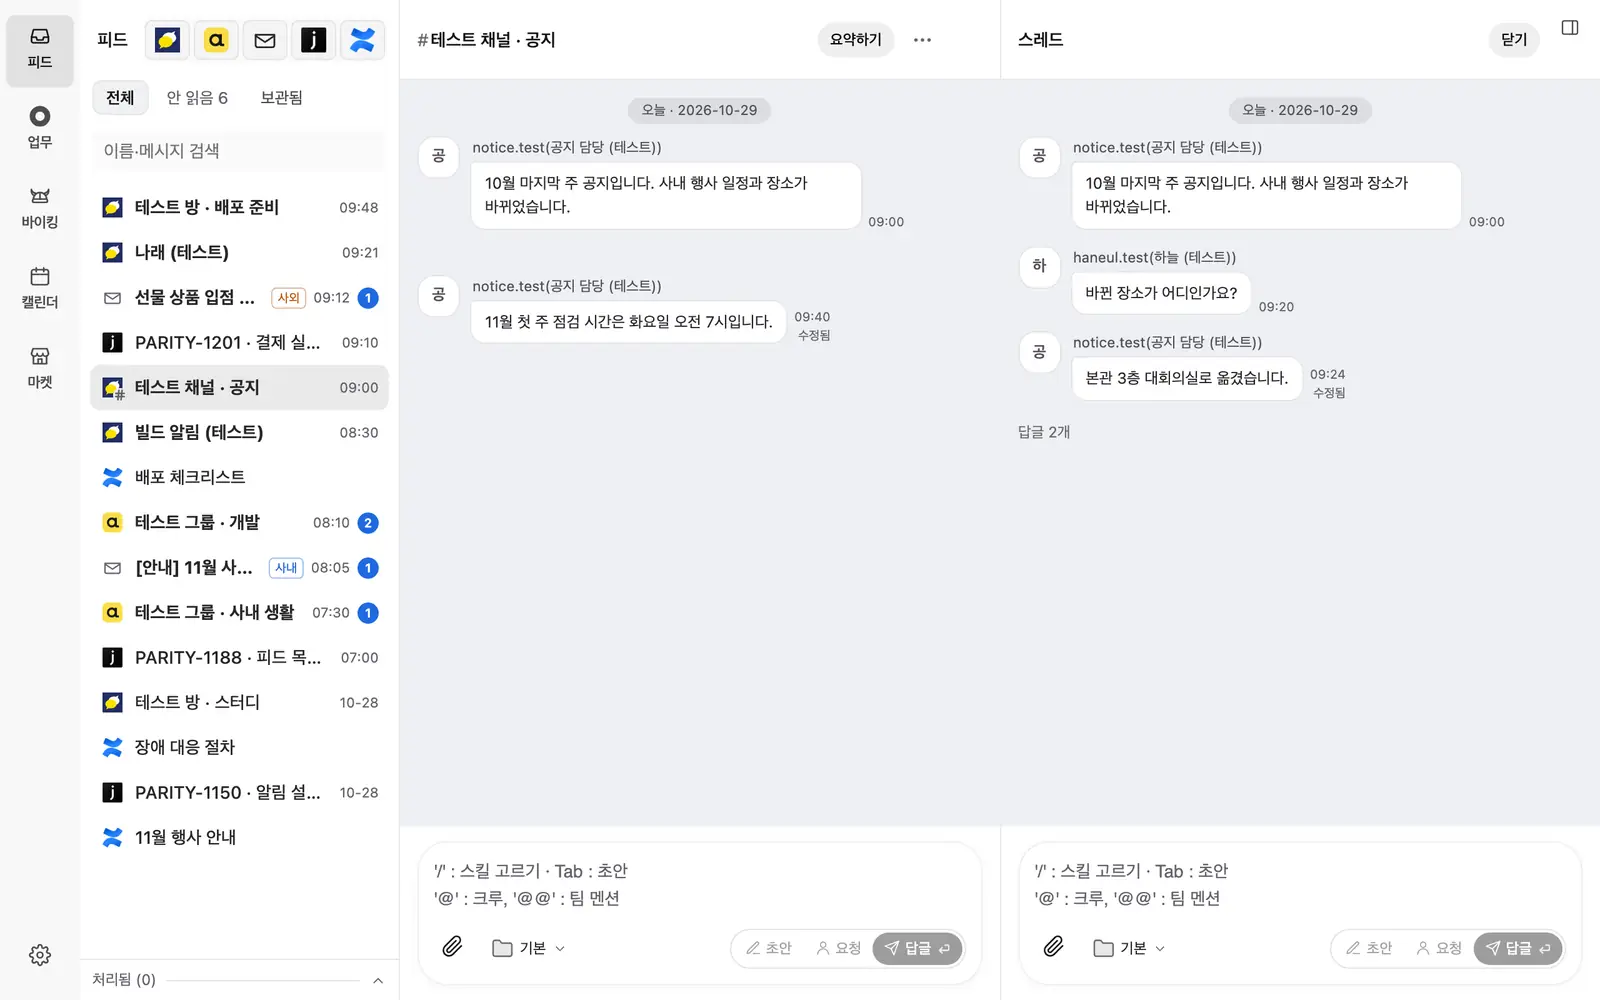 피드
업무
바이킹
캘린더
마켓
피드
전체
안 읽음 6
보관됨
이름·메시지 검색
테스트 방 · 배포 준비 09:48
나래 (테스트) 09:21
선물 상품 입점 ... 사외 09:12 1
PARITY-1201 · 결제 실... 09:10
테스트 채널 · 공지 09:00
빌드 알림 (테스트) 08:30
배포 체크리스트
테스트 그룹 · 개발 08:10 2
[안내] 11월 사... 사내 08:05 1
테스트 그룹 · 사내 생활 07:30 1
PARITY-1188 · 피드 목... 07:00
테스트 방 · 스터디 10-28
장애 대응 절차
PARITY-1150 · 알림 설... 10-28
11월 행사 안내
처리됨 (0)
#테스트 채널 · 공지
요약하기
오늘 · 2026-10-29
공
notice.test(공지 담당 (테스트))
10월 마지막 주 공지입니다. 사내 행사 일정과 장소가
바뀌었습니다.
09:00
공
notice.test(공지 담당 (테스트))
11월 첫 주 점검 시간은 화요일 오전 7시입니다.
09:40
수정됨
'/' : 스킬 고르기 · Tab : 초안
'@' : 크루, '@@' : 팀 멘션
기본
초안
요청
답글
스레드
닫기
오늘 · 2026-10-29
공
notice.test(공지 담당 (테스트))
10월 마지막 주 공지입니다. 사내 행사 일정과 장소가
바뀌었습니다.
09:00
하
haneul.test(하늘 (테스트))
바뀐 장소가 어디인가요?
09:20
공
notice.test(공지 담당 (테스트))
본관 3층 대회의실로 옮겼습니다.
09:24
수정됨
답글 2개
'/' : 스킬 고르기 · Tab : 초안
'@' : 크루, '@@' : 팀 멘션
기본
초안
요청
답글